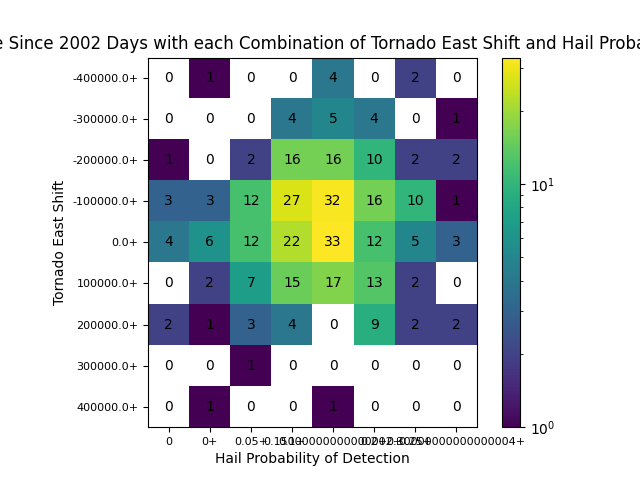 e Since 2002 Days with each Combination of Tornado East Shift and Hail Proba
-400000.0+ 0 1 0 0 4 0 2 0
-300000.0+ 0 0 0 4 5 4 0 1
-200000.0+ 1 0 2 16 16 10 2 2
-100000.0+ 3 3 12 27 32 16 10 1
0.0+ 4 6 12 22 33 12 5 3
100000.0+ 0 2 7 15 17 13 2 0
200000.0+ 2 1 3 4 0 9 2 2
300000.0+ 0 0 1 0 0 0 0 0
400000.0+ 0 1 0 0 1 0 0 0
0 0+ 0.05+
Hail Probability of Detection
Tornado East Shift
10¹
10⁰